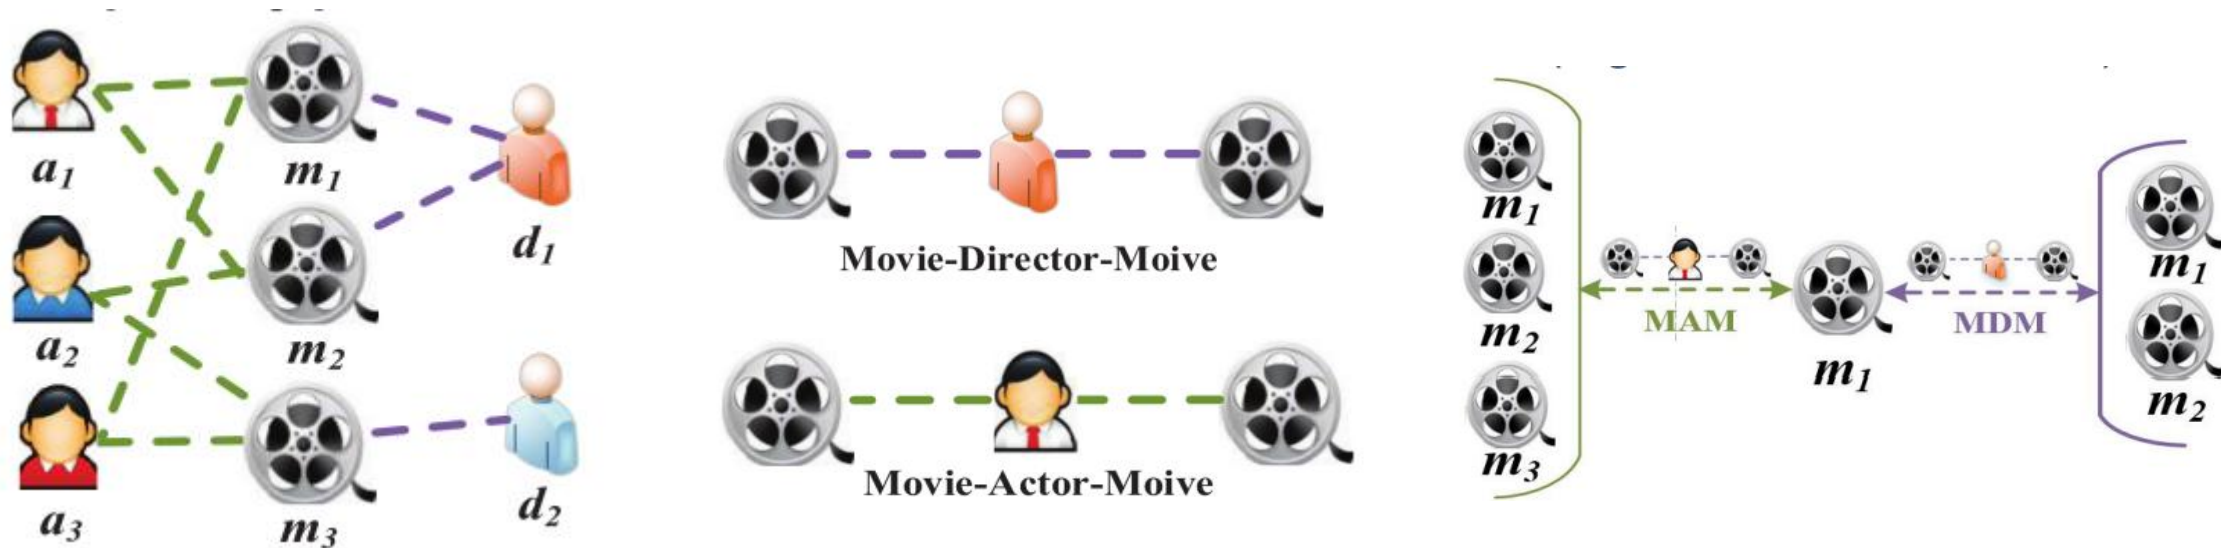 a1
m1
d1
a2
m2
a3
m3
d2
Movie-Director-Moive
Movie-Actor-Moive
m1
m2
m3
MAM
m1
MDM
m1
m2